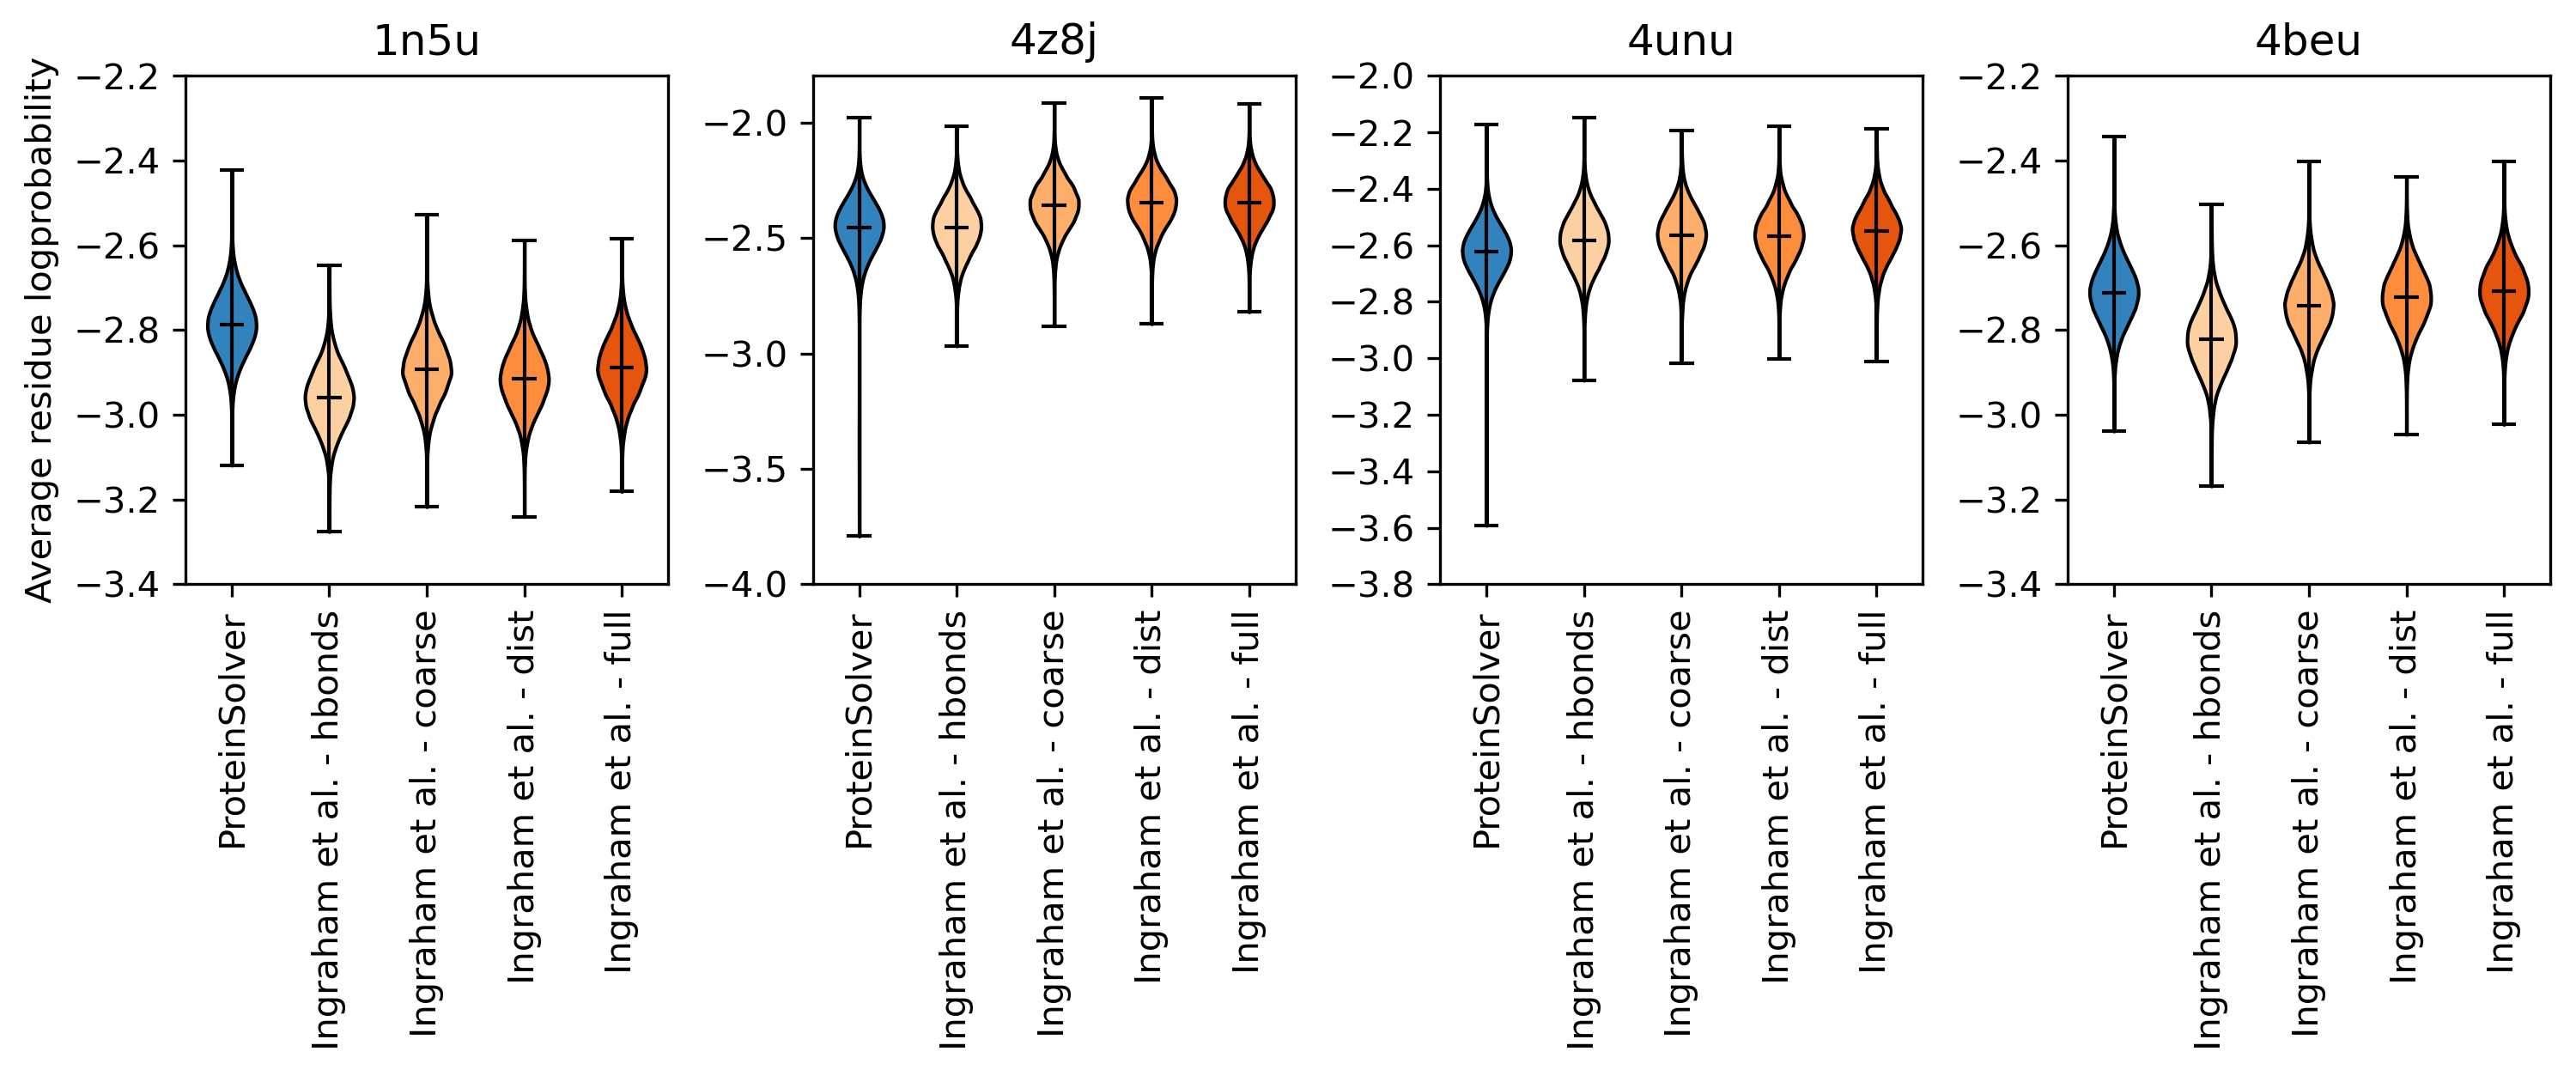 1n5u
4z8j
4unu
4beu
Average residue logprobability
−2.2
−2.4
−2.6
−2.8
−3.0
−3.2
−3.4
ProteinSolver
Ingraham et al. - hbonds
Ingraham et al. - coarse
Ingraham et al. - dist
Ingraham et al. - full
−2.0
−2.5
−3.0
−3.5
−4.0
ProteinSolver
Ingraham et al. - hbonds
Ingraham et al. - coarse
Ingraham et al. - dist
Ingraham et al. - full
−2.0
−2.2
−2.4
−2.6
−2.8
−3.0
−3.2
−3.4
−3.6
−3.8
ProteinSolver
Ingraham et al. - hbonds
Ingraham et al. - coarse
Ingraham et al. - dist
Ingraham et al. - full
−2.2
−2.4
−2.6
−2.8
−3.0
−3.2
−3.4
ProteinSolver
Ingraham et al. - hbonds
Ingraham et al. - coarse
Ingraham et al. - dist
Ingraham et al. - full